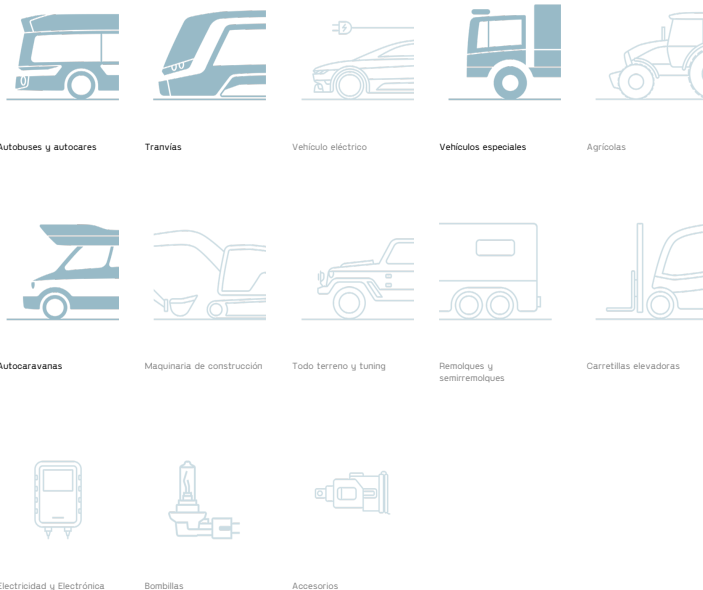 Autobuses y autocares
Tranvías
Vehículo eléctrico
Vehículos especiales
Agrícolas
Autocaravanas
Maquinaria de construcción
Todo terreno y tuning
Remolques y
semirremolques
Carretillas elevadoras
Electricidad y Electrónica
Bombillas
Accesorios